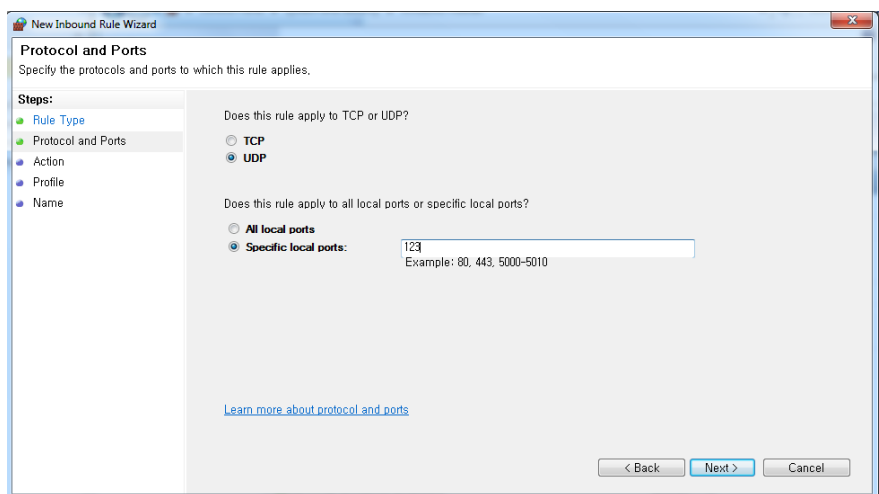 New Inbound Rule Wizard
Protocol and Ports
Specify the protocols and ports to which this rule applies.
Steps:
Rule Type
Protocol and Ports
Action
Profile
Name
Does this rule apply to TCP or UDP?
TCP
UDP
Does this rule apply to all local ports or specific local ports?
All local ports
Specific local ports:
123
Example: 80, 443, 5000-5010
Learn more about protocol and ports
< Back
Next >
Cancel